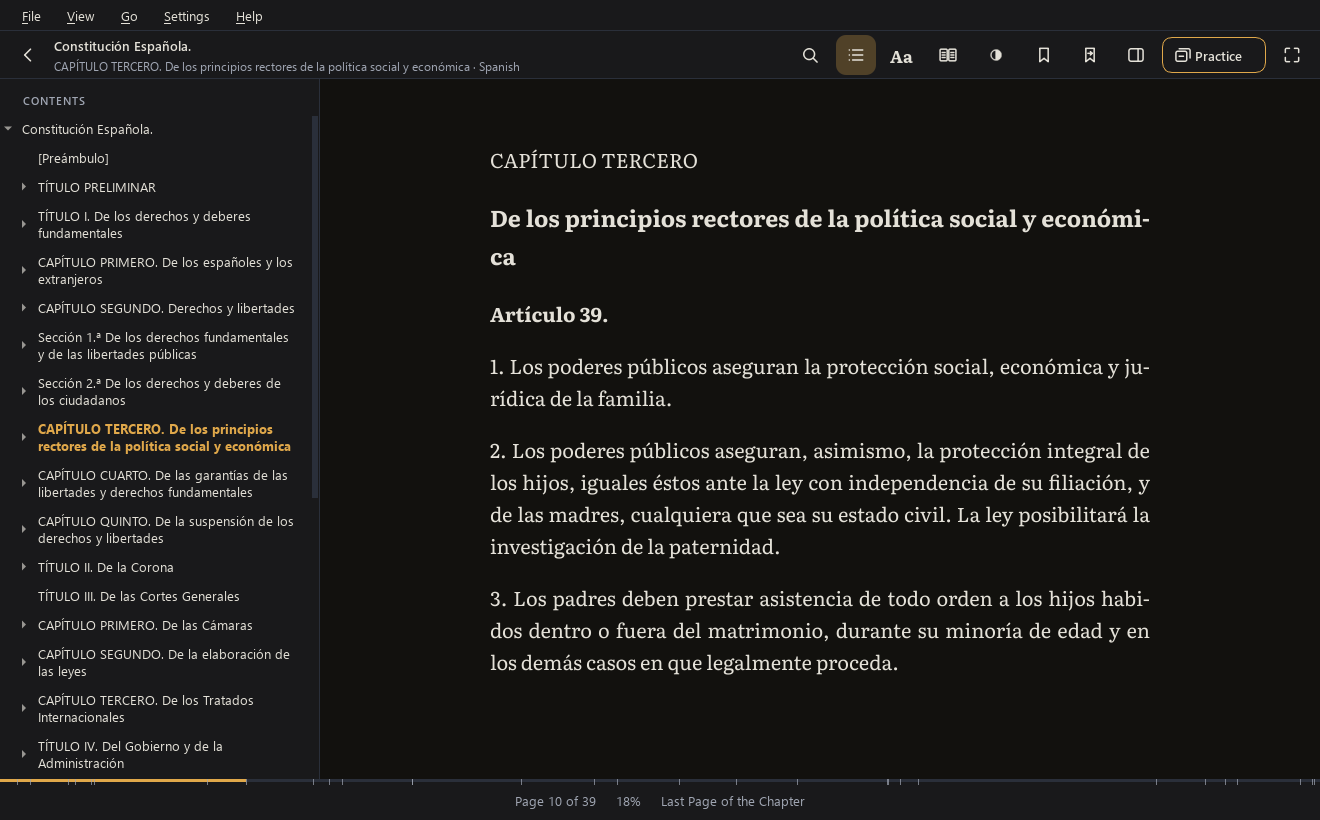 File View Go Settings Help
Constitución Española.
CAPÍTULO TERCERO. De los principios rectores de la política social y económica · Spanish
Aa
Practice
CONTENTS
Constitución Española.
[Preámbulo]
TÍTULO PRELIMINAR
TÍTULO I. De los derechos y deberes
fundamentales
CAPÍTULO PRIMERO. De los españoles y los
extranjeros
CAPÍTULO SEGUNDO. Derechos y libertades
Sección 1.ª De los derechos fundamentales
y de las libertades públicas
Sección 2.ª De los derechos y deberes de
los ciudadanos
CAPÍTULO TERCERO. De los principios
rectores de la política social y económica
CAPÍTULO CUARTO. De las garantías de las
libertades y derechos fundamentales
CAPÍTULO QUINTO. De la suspensión de los
derechos y libertades
TÍTULO II. De la Corona
TÍTULO III. De las Cortes Generales
CAPÍTULO PRIMERO. De las Cámaras
CAPÍTULO SEGUNDO. De la elaboración de
las leyes
CAPÍTULO TERCERO. De los Tratados
Internacionales
TÍTULO IV. Del Gobierno y de la
Administración
CAPÍTULO TERCERO
De los principios rectores de la política social y económi-
ca
Artículo 39.
1. Los poderes públicos aseguran la protección social, económica y ju-
rídica de la familia.
2. Los poderes públicos aseguran, asimismo, la protección integral de
los hijos, iguales éstos ante la ley con independencia de su filiación, y
de las madres, cualquiera que sea su estado civil. La ley posibilitará la
investigación de la paternidad.
3. Los padres deben prestar asistencia de todo orden a los hijos habi-
dos dentro o fuera del matrimonio, durante su minoría de edad y en
los demás casos en que legalmente proceda.
Page 10 of 39 18% Last Page of the Chapter